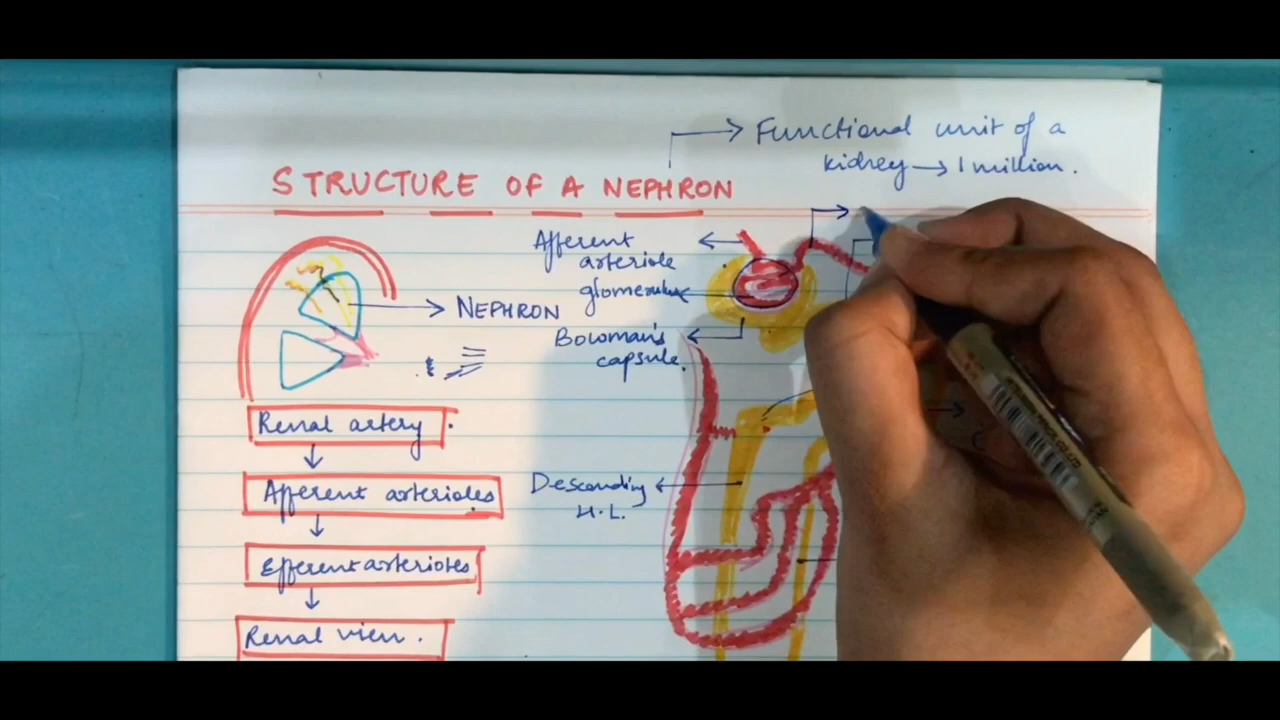 Functional unit of a
kidney → 1 million.
STRUCTURE OF A NEPHRON
Afferent
arteriole
glomerulus
Bowman's
capsule.
NEPHRON
Renal artery.
Afferent arterioles
Efferent arterioles
Renal vien.
Descending
H.L.